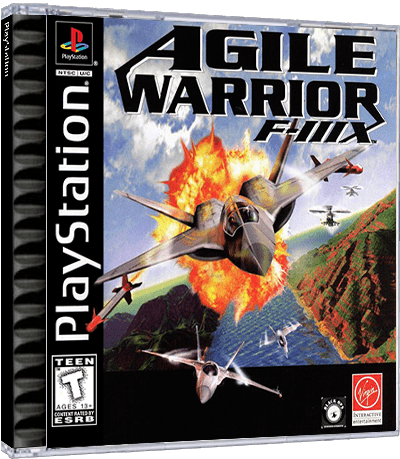 PlayStation
PlayStation
NTSC U/C
PlayStation
AGILE
WARRIOR
F-111X
TEEN
T
AGES 13+
CONTENT RATED BY
ESRB
Virgin
INTERACTIVE
entertainment